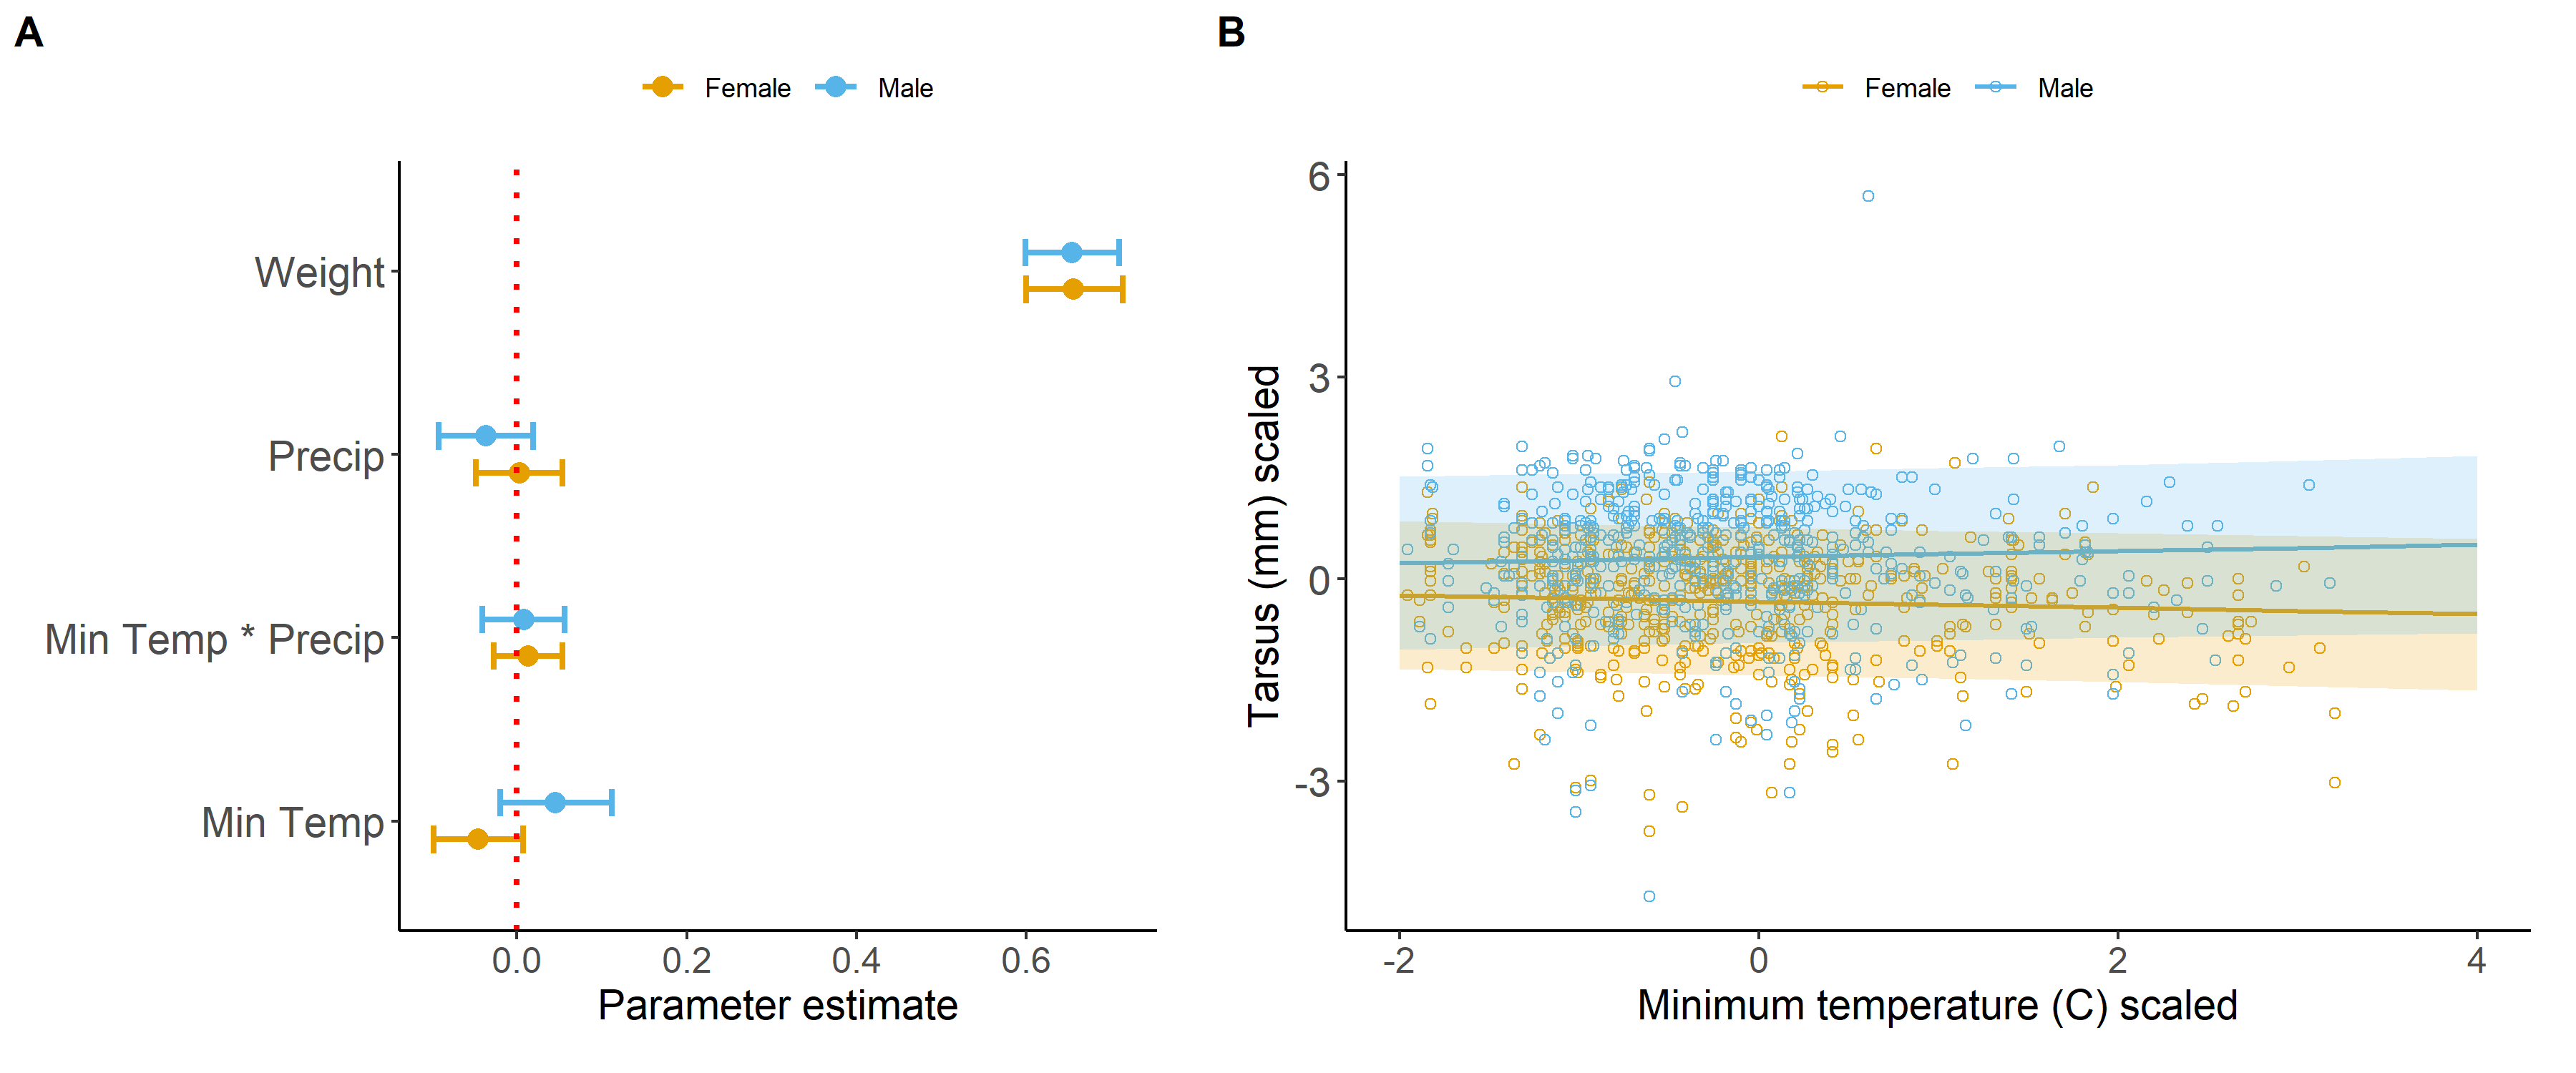 A
Female Male
Weight
Precip
Min Temp * Precip
Min Temp
0.0 0.2 0.4 0.6
Parameter estimate
B
Female Male
Tarsus (mm) scaled
6
3
0
-3
-2 0 2 4
Minimum temperature (C) scaled